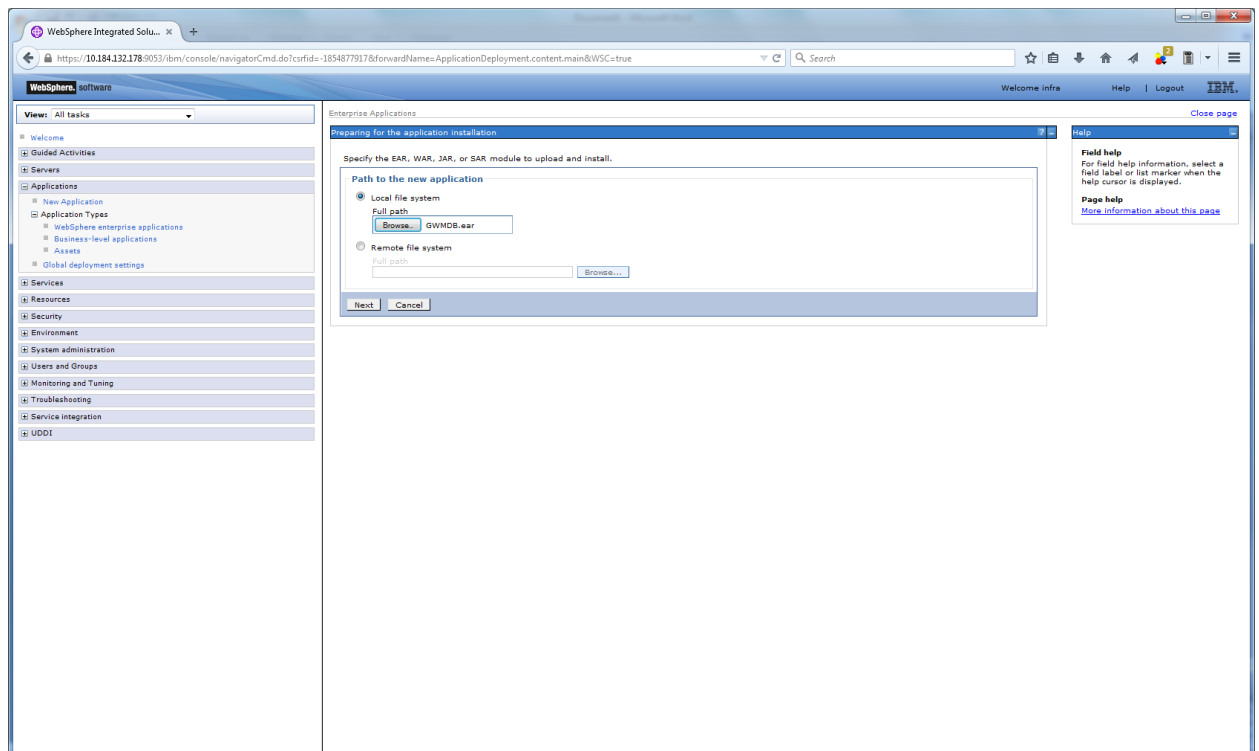 WebSphere Integrated Solu... × +
https://10.184.132.178:9053/ibm/console/navigatorCmd.do?csrfid=-1854877917&forwardName=ApplicationDeployment.content.main&WSC=true
Search
2
WebSphere. software
Welcome infra
Help | Logout
IBM.
View: All tasks
Welcome
Guided Activities
Servers
Applications
New Application
Application Types
WebSphere enterprise applications
Business-level applications
Assets
Global deployment settings
Services
Resources
Security
Environment
System administration
Users and Groups
Monitoring and Tuning
Troubleshooting
Service integration
UDDI
Enterprise Applications
Close page
Preparing for the application installation
? -
Specify the EAR, WAR, JAR, or SAR module to upload and install.
Path to the new application
Local file system
Full path
Browse.. GWMDB.ear
Remote file system
Full path
Browse...
Next Cancel
Help
Field help
For field help information, select a
field label or list marker when the
help cursor is displayed.
Page help
More information about this page